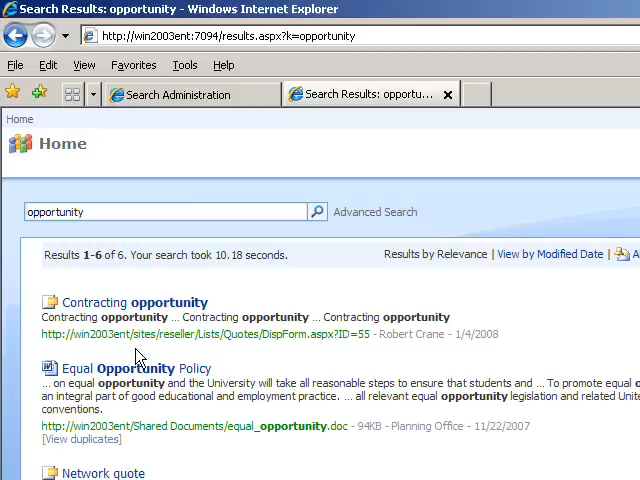 Search Results: opportunity - Windows Internet Explorer
http://win2003ent:7094/results.aspx?k=opportunity
File Edit View Favorites Tools Help
Search Administration Search Results: opportu...
Home
Home
opportunity Advanced Search
Results 1-6 of 6. Your search took 10.18 seconds. Results by Relevance | View by Modified Date |
Contracting opportunity
Contracting opportunity ... Contracting opportunity ... Contracting opportunity
http://win2003ent/sites/reseller/Lists/Quotes/DispForm.aspx?ID=55 - Robert Crane - 1/4/2008
Equal Opportunity Policy
... on equal opportunity and the University will take all reasonable steps to ensure that students and ... To promote equal
an integral part of good educational and employment practice. ... all relevant equal opportunity legislation and related
conventions.
http://win2003ent/Shared Documents/equal_opportunity.doc - 94KB - Planning Office - 11/22/2007
[View duplicates]
Network quote